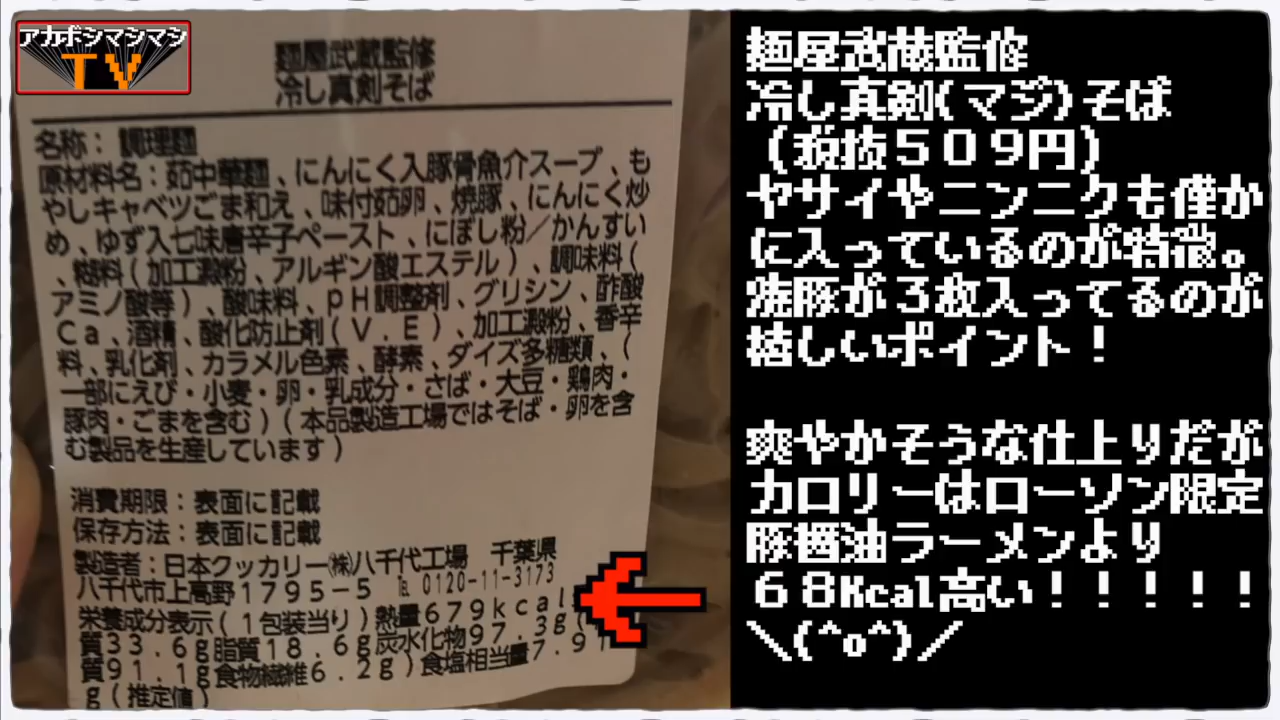 アカボシマシマシ
TV
麺屋武蔵監修
冷し真剣そば
名称：調理麺
原材料名：茹中華麺、にんにく入豚骨魚介スープ、も
やしキャベツごま和え、味付茹卵、焼豚、にんにく炒
め、ゆず入七味唐辛子ペースト、にぼし粉／かんすい
、糊料（加工澱粉、アルギン酸エステル）、調味料（
アミノ酸等）、酸味料、pH調整剤、グリシン、酢酸
Ca、酒精、酸化防止剤（V.E）、加工澱粉、香辛
料、乳化剤、カラメル色素、酵素、ダイズ多糖類、（
一部にえび・小麦・卵・乳成分・さば・大豆・鶏肉・
豚肉・ごまを含む）（本品製造工場ではそば・卵を含
む製品を生産しています）
消費期限：表面に記載
保存方法：表面に記載
製造者：日本クッカリー㈱八千代工場　千葉県
八千代市上高野1795－5　℡0120-11-3173
栄養成分表示（1包装当り）熱量679kcal
質33.6g脂質18.6g炭水化物97.3g(
質91.1g食物繊維6.2g）食塩相当量7.91
g（推定値）
麺屋武蔵監修
冷し真剣(マジ)そば
（税抜５０９円）
ヤサイやニンニクも僅か
に入っているのが特徴。
焼豚が３枚入ってるのが
嬉しいポイント！
爽やかそうな仕上りだが
カロリーはローソン限定
豚醤油ラーメンより
６８Kcal高い！！！！！
＼(^o^)／